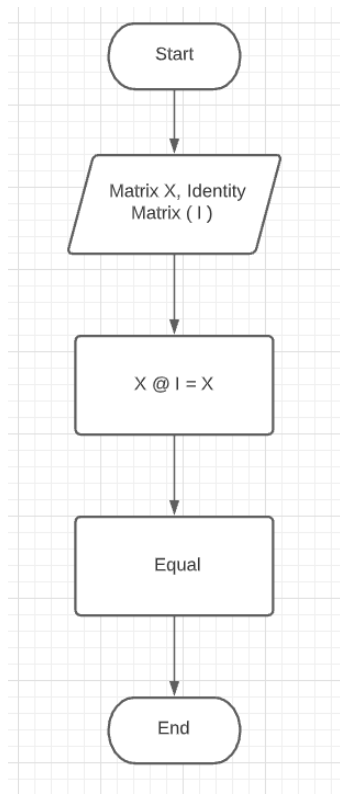 Start
Matrix X, Identity
Matrix ( I )
X @ I = X
Equal
End